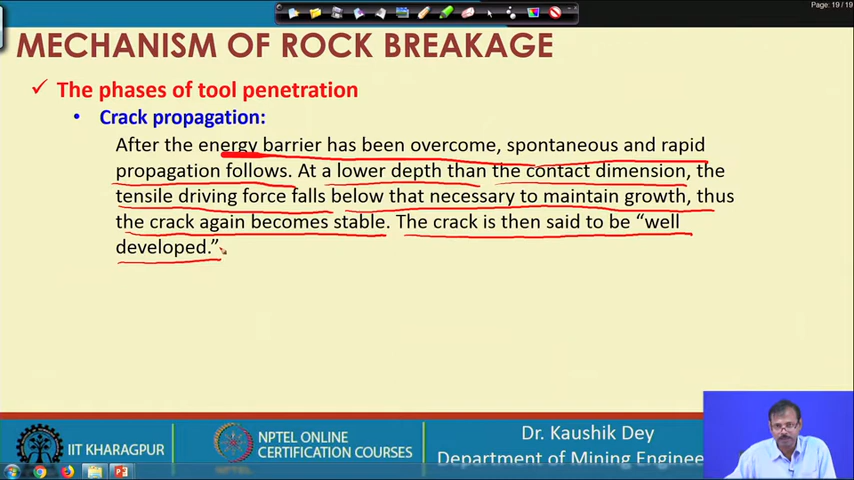 Page: 19 / 19
MECHANISM OF ROCK BREAKAGE
✓ The phases of tool penetration
• Crack propagation:
After the energy barrier has been overcome, spontaneous and rapid
propagation follows. At a lower depth than the contact dimension, the
tensile driving force falls below that necessary to maintain growth, thus
the crack again becomes stable. The crack is then said to be “well
developed.”
IIT KHARAGPUR
NPTEL ONLINE
CERTIFICATION COURSES
Dr. Kaushik Dey
Department of Mining Enginee